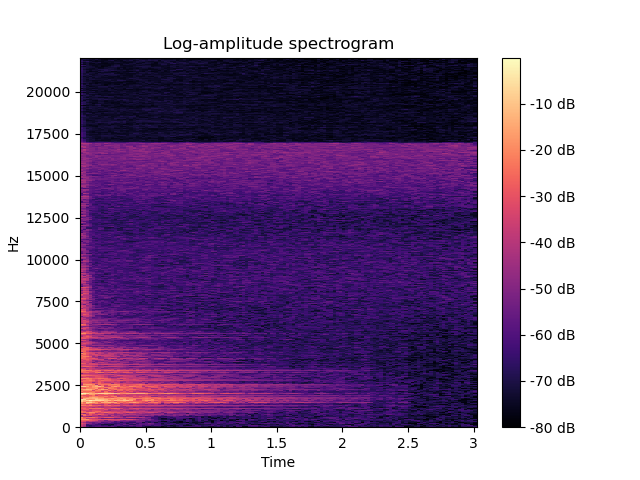 Log-amplitude spectrogram
Hz
20000
17500
15000
12500
10000
7500
5000
2500
0
0
0.5
1
1.5
2
2.5
3
Time
-10 dB
-20 dB
-30 dB
-40 dB
-50 dB
-60 dB
-70 dB
-80 dB